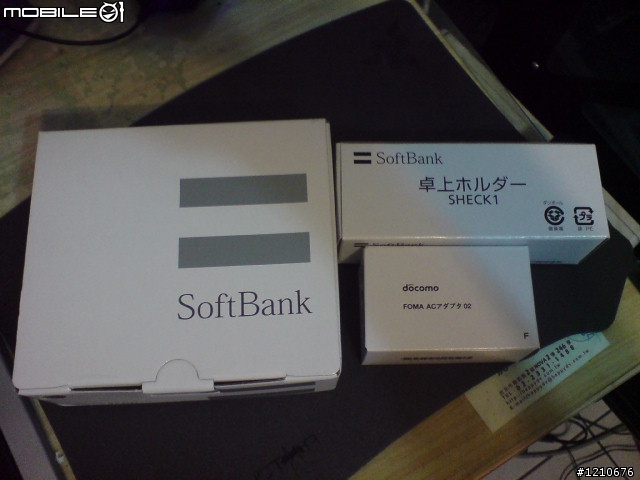 MOBILE01
SoftBank
SoftBank
卓上ホルダー
SHECK1
döcomo
FOMA ACアダプタ 02
F
#1210676